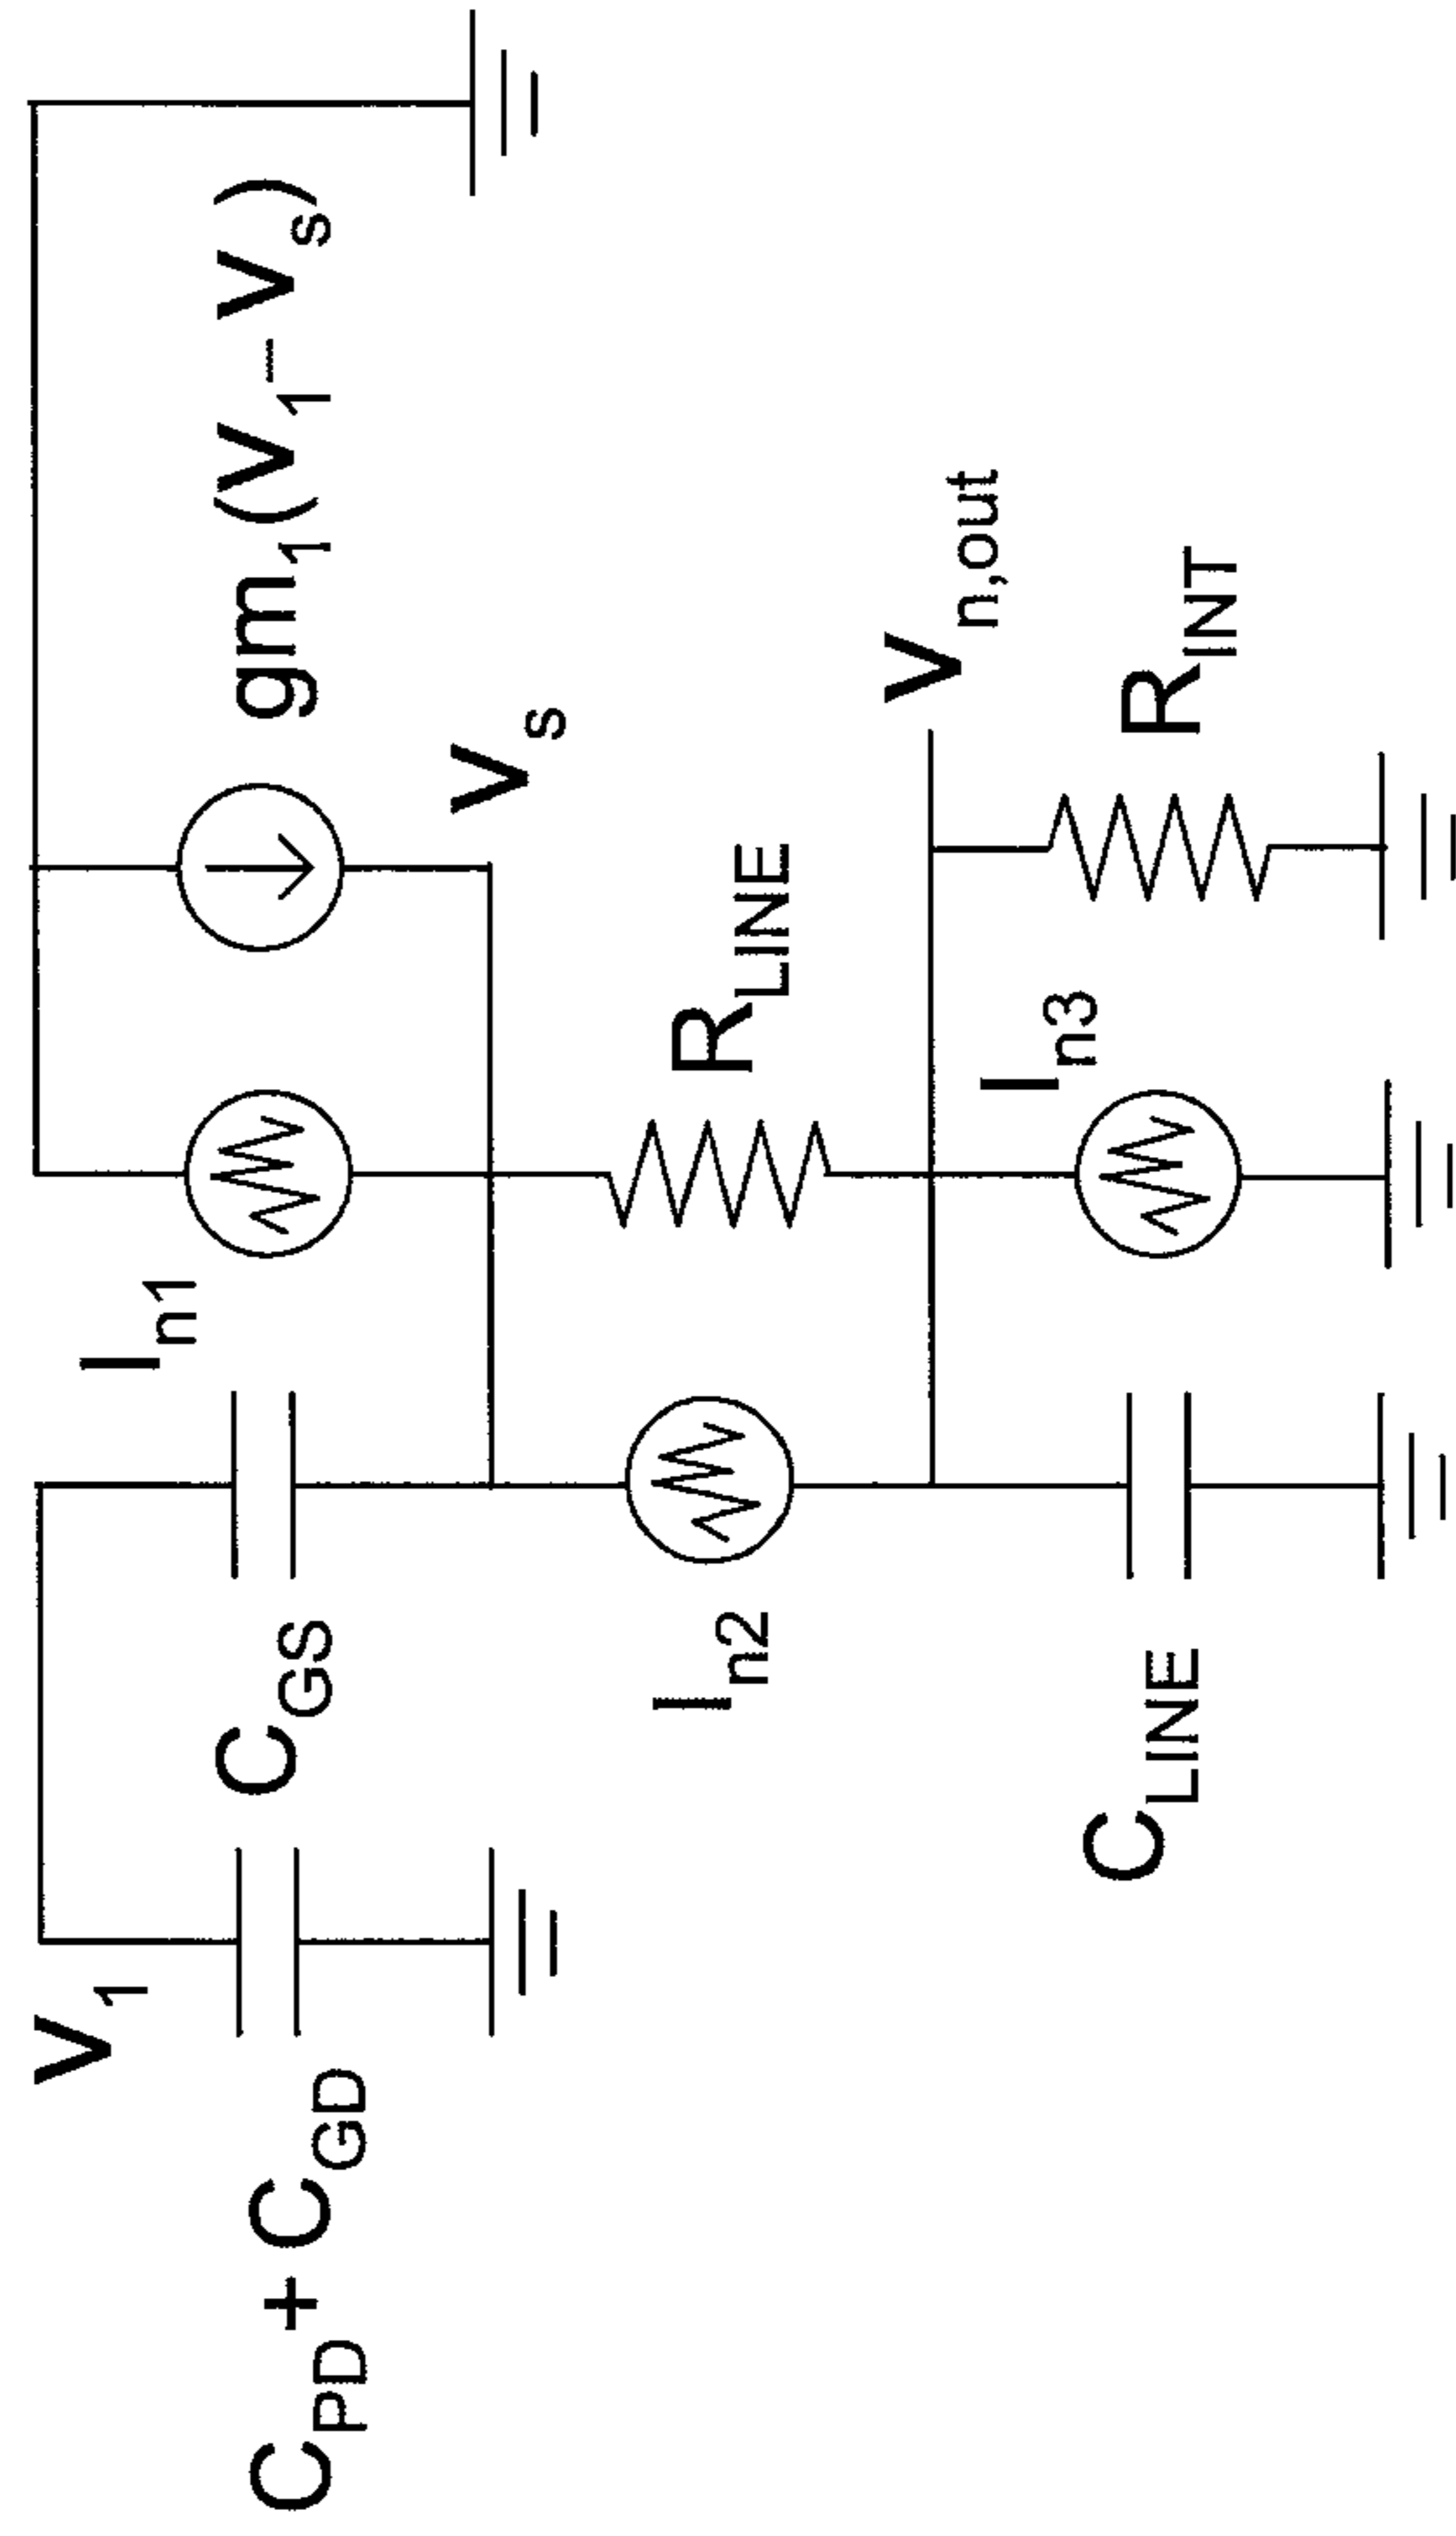 V1
CPD + CGD
CGS
In1
gm1(V1− Vs)
Vs
In2
RLINE
Vn,out
CLINE
In3
RINT